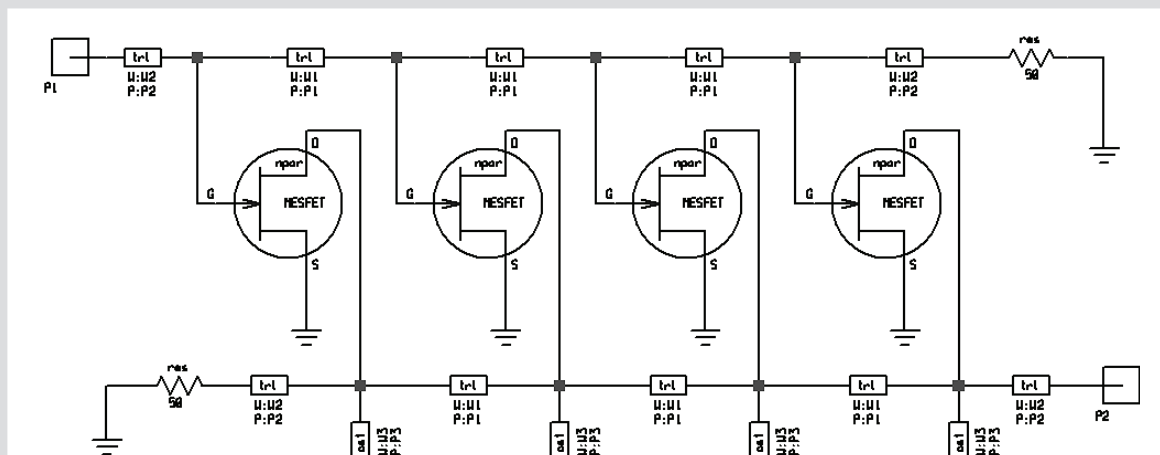 res
trl trl trl trl trl
50
P1
W:W2 W:W1 W:W1 W:W1 W:W2
P:P2 P:P1 P:P1 P:P1 P:P2
D D D D
npar npar npar npar
G G G G
MESFET MESFET MESFET MESFET
S S S S
res
trl trl trl trl trl
50
W:W2 W:W1 W:W1 W:W1 W:W2
P:P2 P:P1 P:P1 P:P1 P:P2
P2
W:W3 W:W3 W:W3 W:W3
P:P3 P:P3 P:P3 P:P3